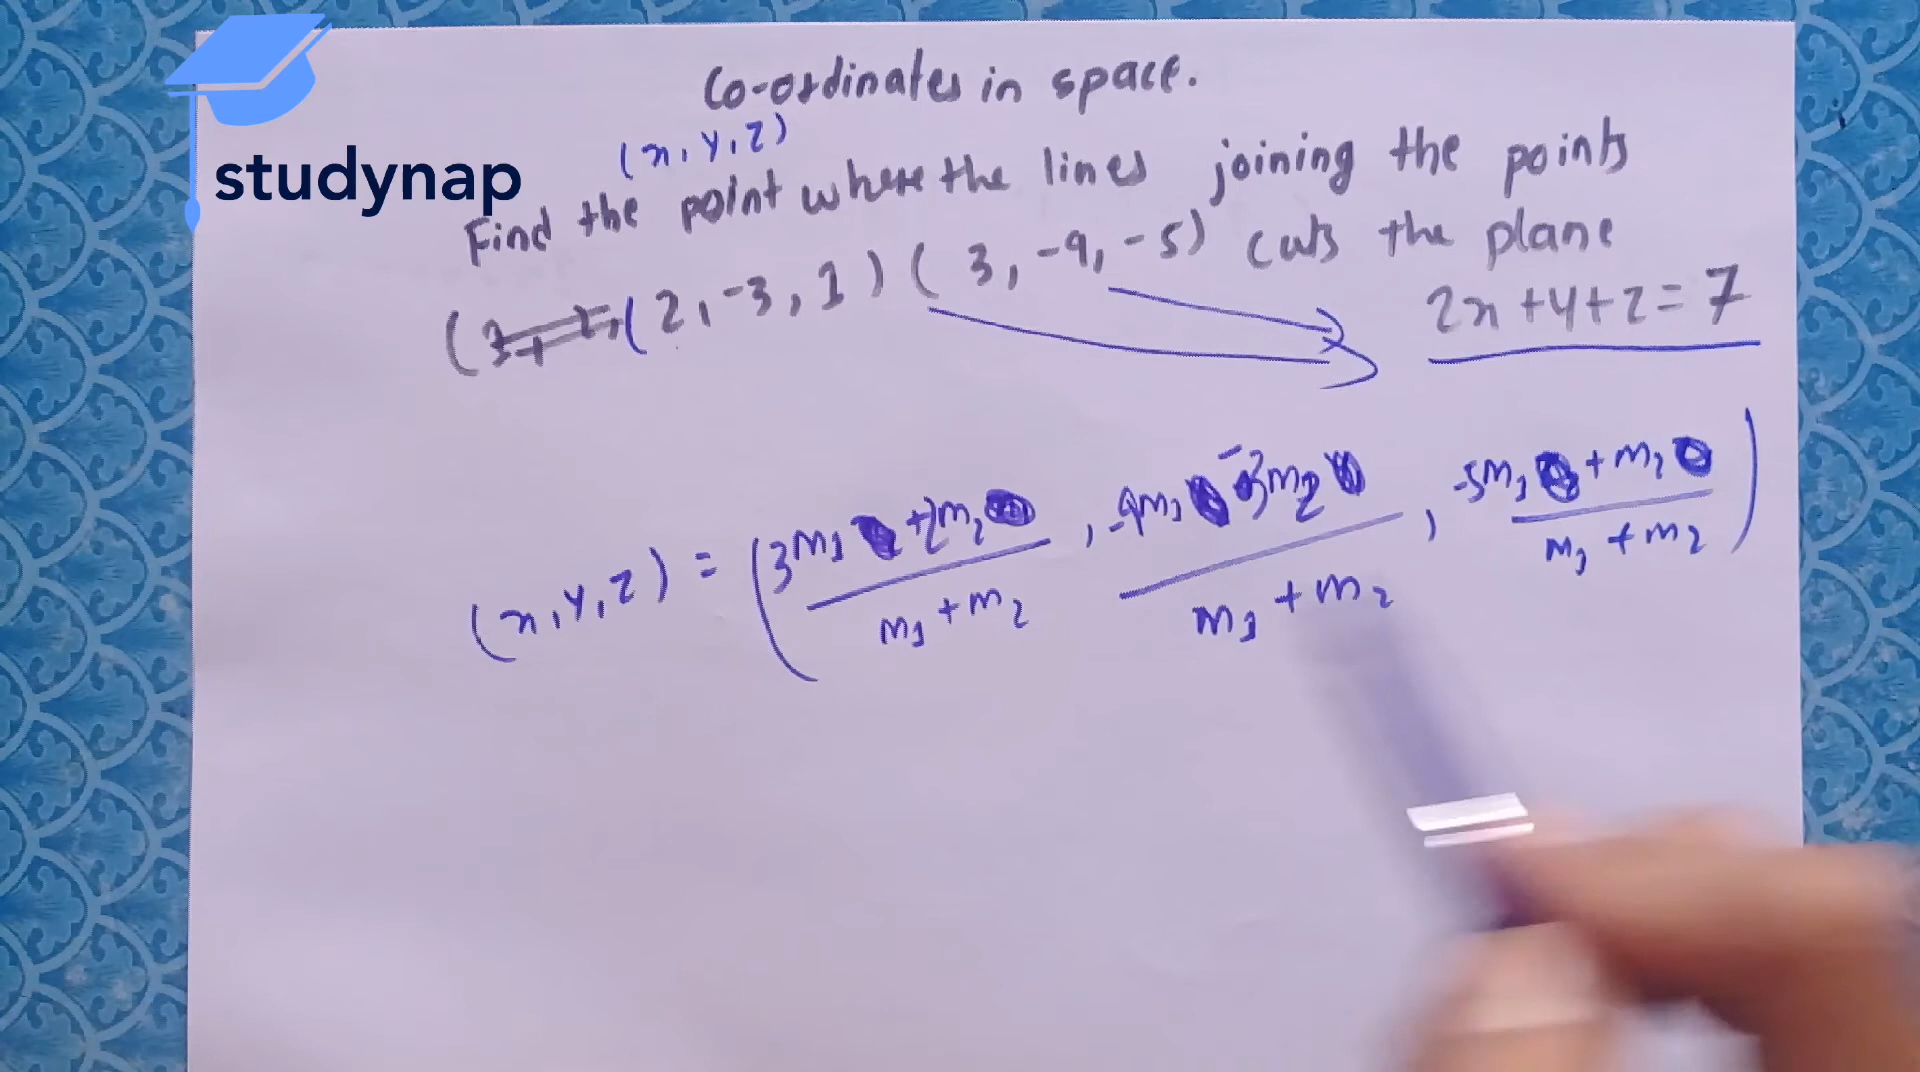 Co-ordinates in space.
studynap
(x, y, z)
Find the point where the lines joining the points
(2, -3, 1) (3, -9, -5) cuts the plane
2x + y + z = 7
(x, y, z) = (3m1 + 2m2 / m1 + m2, -9m1 - 3m2 / m1 + m2, -5m1 + m2 / m1 + m2)